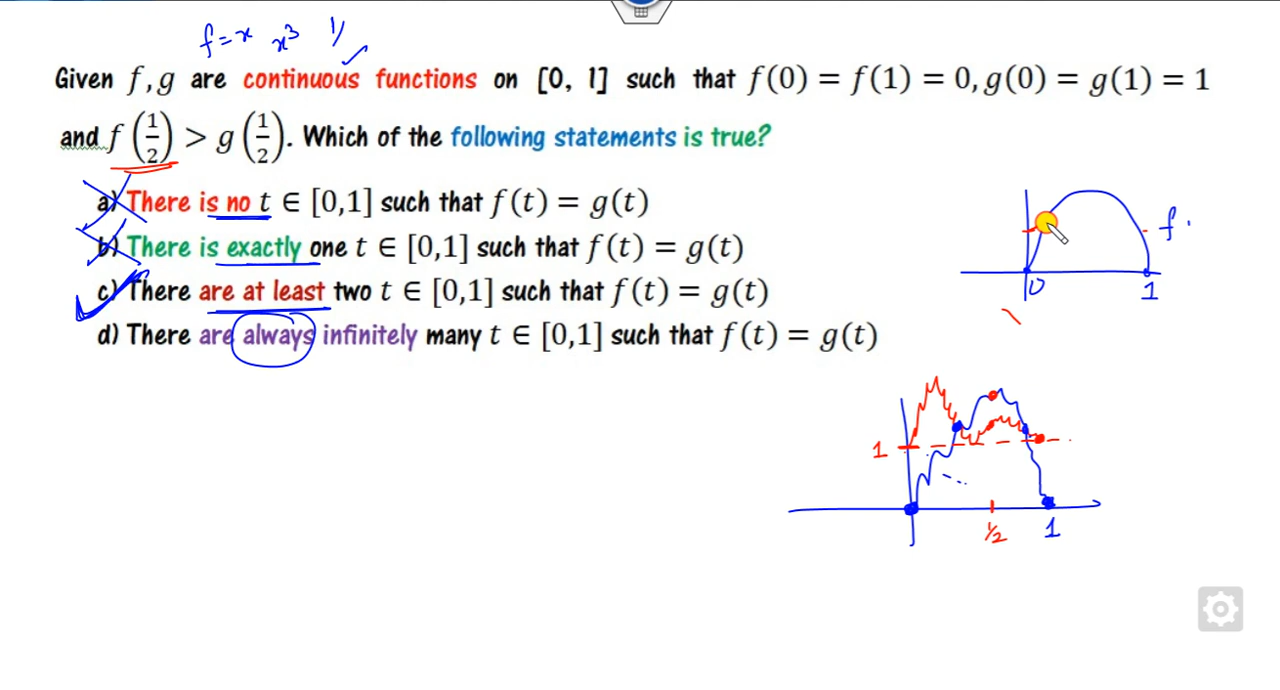 f=x x³ 1/
Given f, g are continuous functions on [0, 1] such that f(0) = f(1) = 0, g(0) = g(1) = 1
and f(1/2) > g(1/2). Which of the following statements is true?
a) There is no t ∈ [0,1] such that f(t) = g(t)
b) There is exactly one t ∈ [0,1] such that f(t) = g(t)
c) There are at least two t ∈ [0,1] such that f(t) = g(t)
d) There are always infinitely many t ∈ [0,1] such that f(t) = g(t)
f
0 1
1
1/2 1